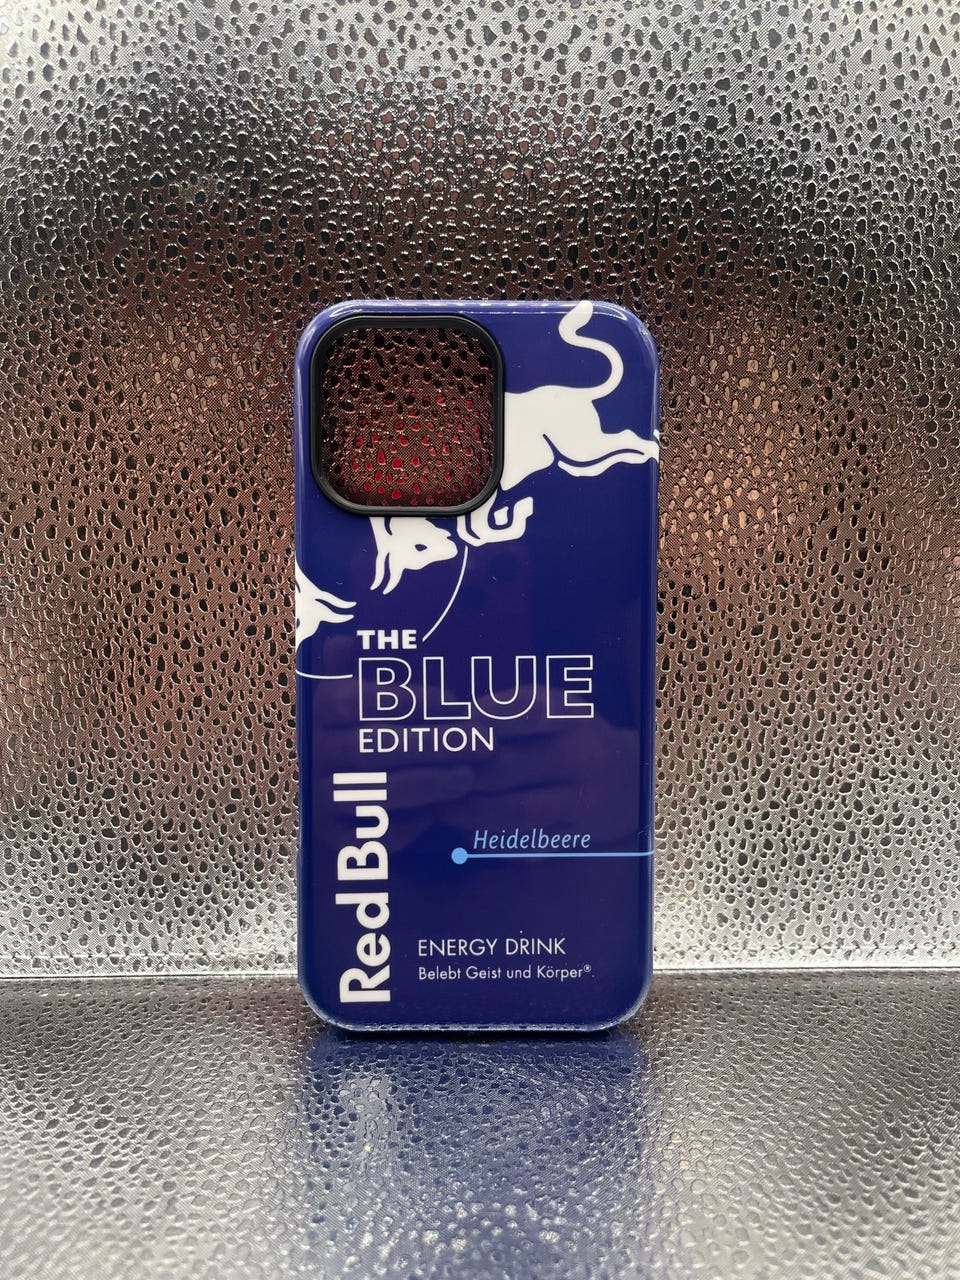 THE
BLUE
EDITION
Red Bull
Heidelbeere
ENERGY DRINK
Belebt Geist und Körper®